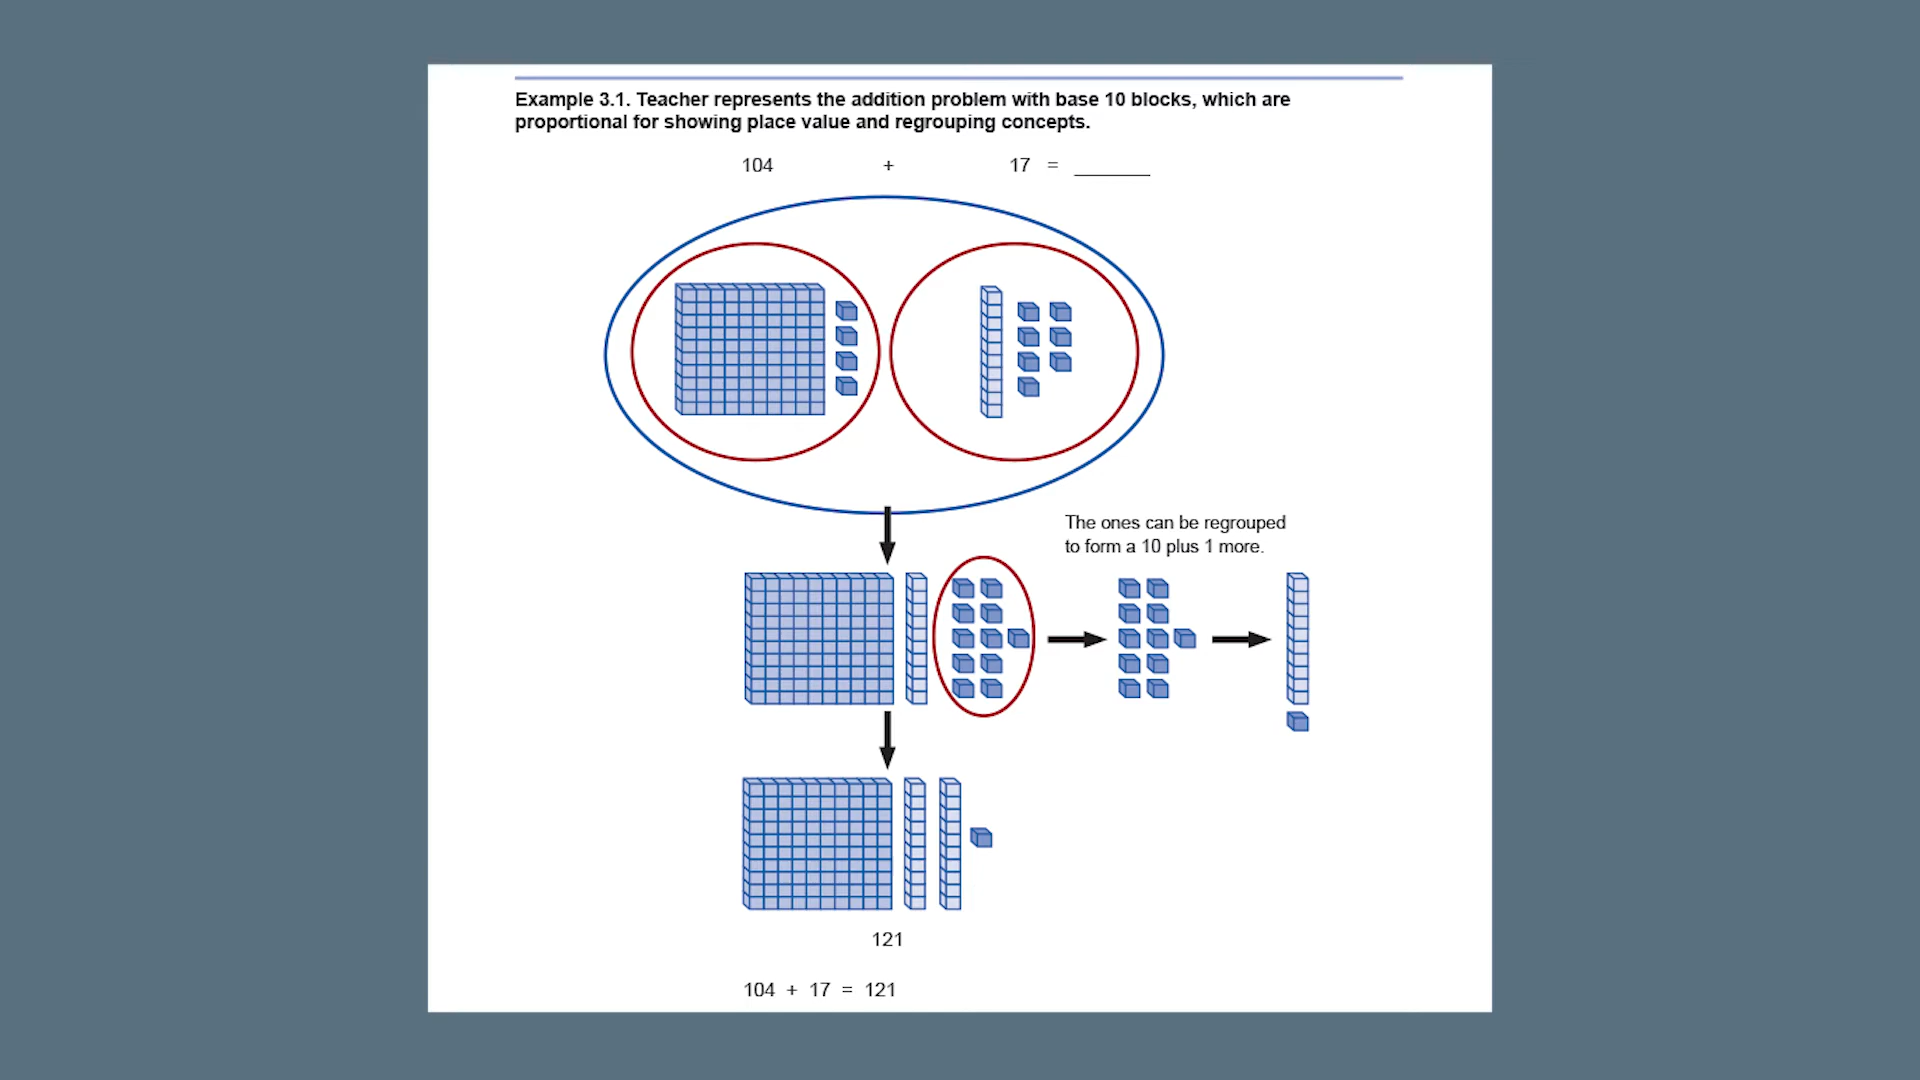 Example 3.1. Teacher represents the addition problem with base 10 blocks, which are
proportional for showing place value and regrouping concepts.
104 + 17 = ______
The ones can be regrouped
to form a 10 plus 1 more.
121
104 + 17 = 121